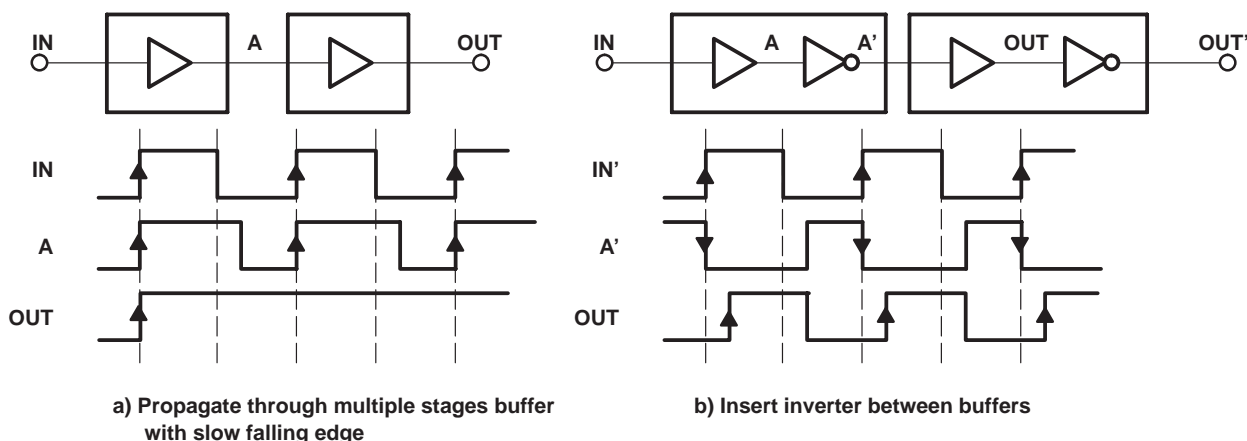 IN A OUT
IN A A' OUT OUT'
IN
A
OUT
IN'
A'
OUT
a) Propagate through multiple stages buffer
with slow falling edge
b) Insert inverter between buffers